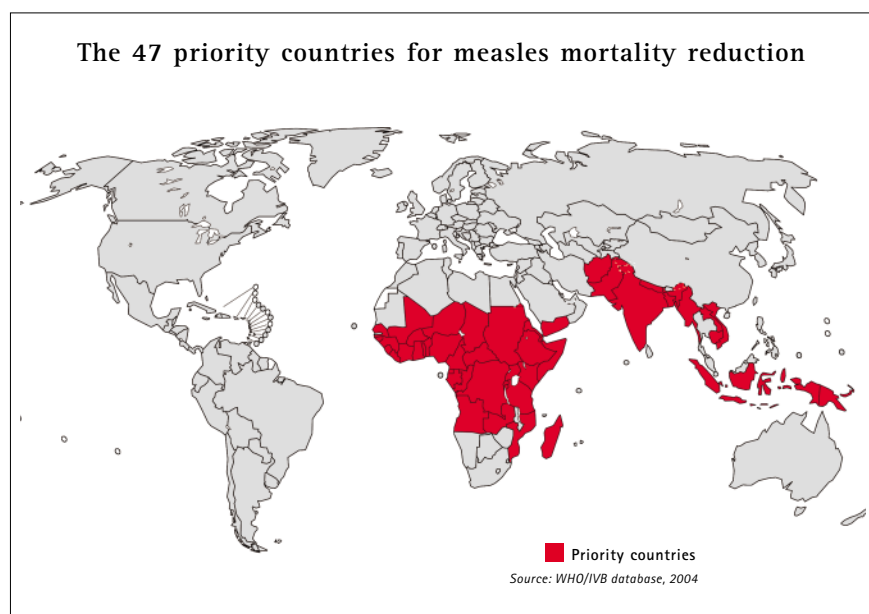 The 47 priority countries for measles mortality reduction
Priority countries
Source: WHO/IVB database, 2004